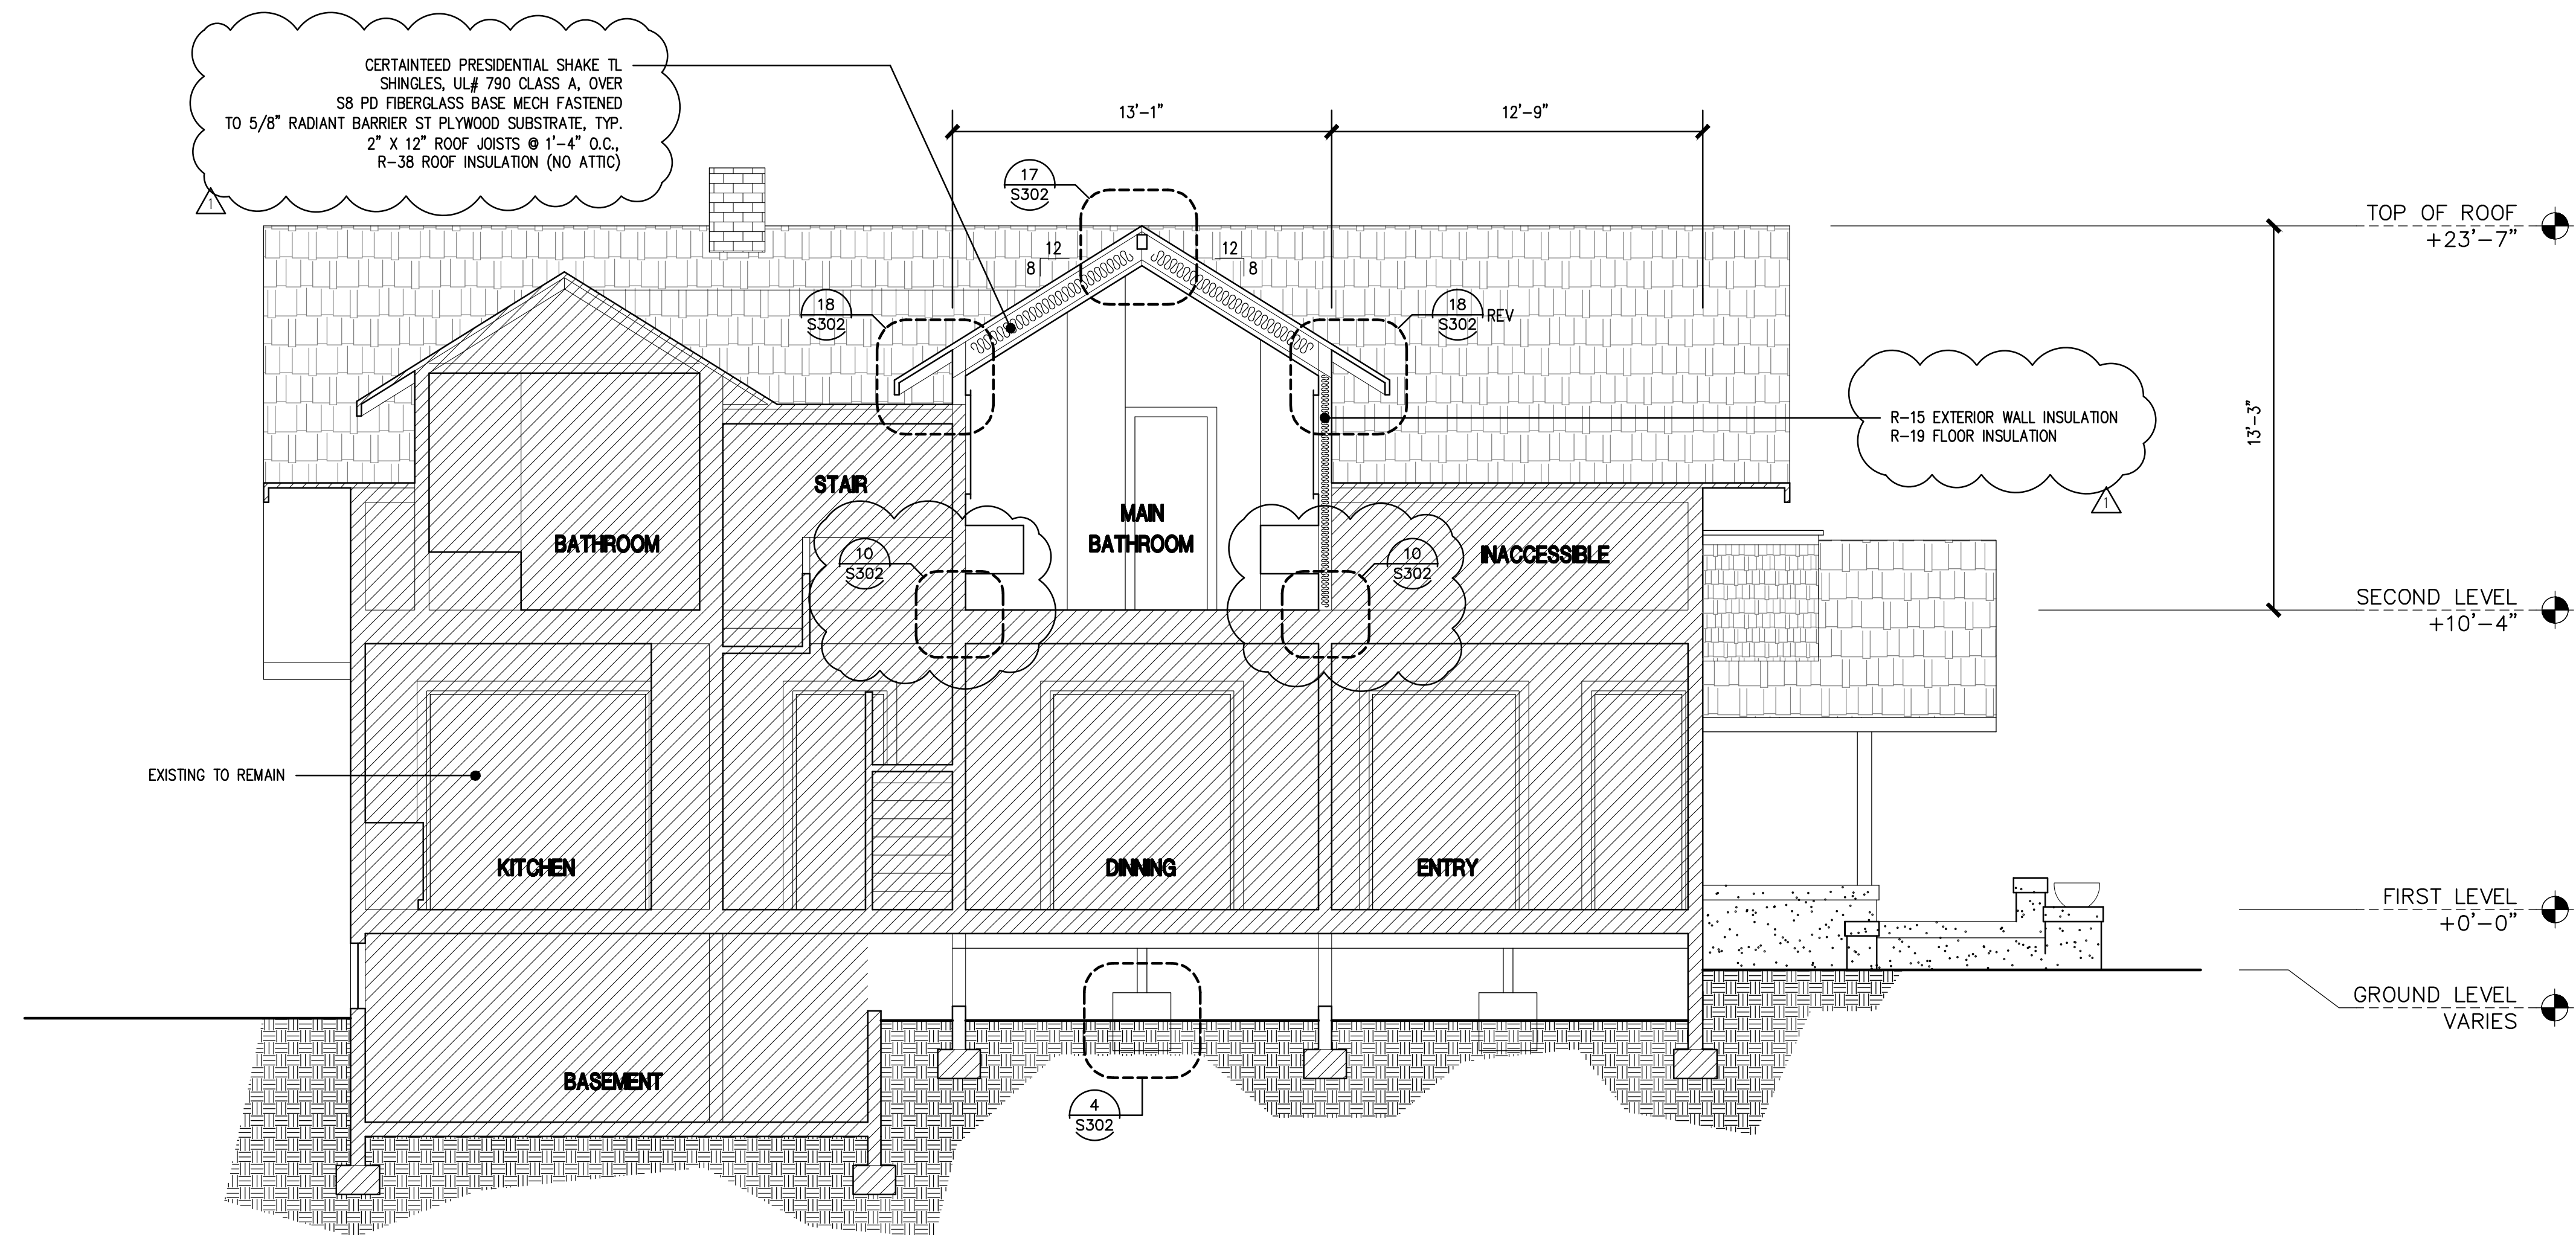 CERTAINTEED PRESIDENTIAL SHAKE TL
SHINGLES, UL# 790 CLASS A, OVER
S8 PD FIBERGLASS BASE MECH FASTENED
TO 5/8" RADIANT BARRIER ST PLYWOOD SUBSTRATE, TYP.
2" X 12" ROOF JOISTS @ 1'-4" O.C.,
R-38 ROOF INSULATION (NO ATTIC)
1
13'-1"
12'-9"
17
S302
TOP OF ROOF
+23'-7"
12
8
12
8
18
S302
18
S302
REV
R-15 EXTERIOR WALL INSULATION
R-19 FLOOR INSULATION
1
13'-3"
STAIR
MAIN
BATHROOM
BATHROOM
INACCESSIBLE
10
S302
10
S302
SECOND LEVEL
+10'-4"
EXISTING TO REMAIN
KITCHEN
DINNING
ENTRY
FIRST LEVEL
+0'-0"
GROUND LEVEL
VARIES
BASEMENT
4
S302